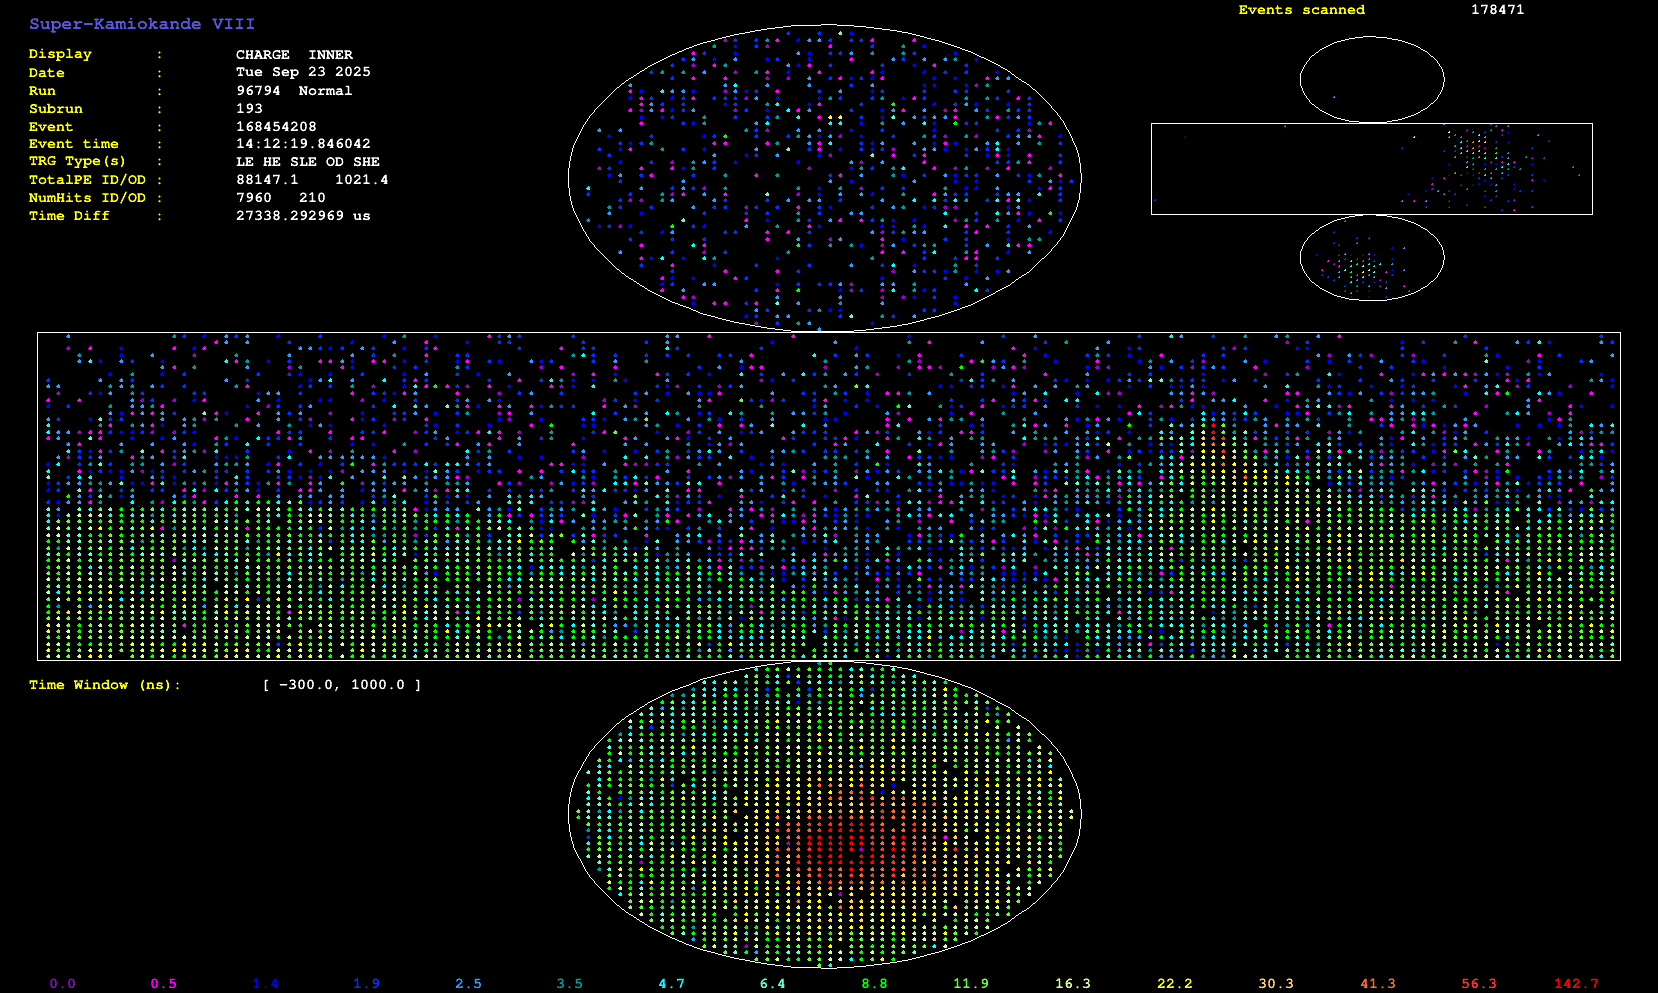 Super-Kamiokande VIII
Events scanned 178471
Display : CHARGE INNER
Date : Tue Sep 23 2025
Run : 96794 Normal
Subrun : 193
Event : 168454208
Event time : 14:12:19.846042
TRG Type(s) : LE HE SLE OD SHE
TotalPE ID/OD : 88147.1 1021.4
NumHits ID/OD : 7960 210
Time Diff : 27338.292969 us
Time Window (ns): [ -300.0, 1000.0 ]
0.0 0.5 1.4 1.9 2.5 3.5 4.7 6.4 8.8 11.9 16.3 22.2 30.3 41.3 56.3 142.7